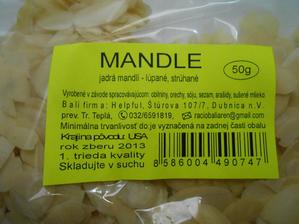 MANDLE
50g
jadrá mandlí - lúpané, strúhané
Vyrobené v závode spracovávajúcom: obilniny, orechy, sóju, sezam, arašidy, sušené mlieko
Balí firma: Helpful, Štúrova 107/7, Dubnica n.V.
prev. Tr. Teplá, 032/6591819, raciobaliaren@gmail.com
Minimálna trvanlivosť do:je vyznačená na zadnej časti obalu
Krajina pôvodu: USA
rok zberu 2013
1. trieda kvality
Skladujte v suchu
8 586004 490747